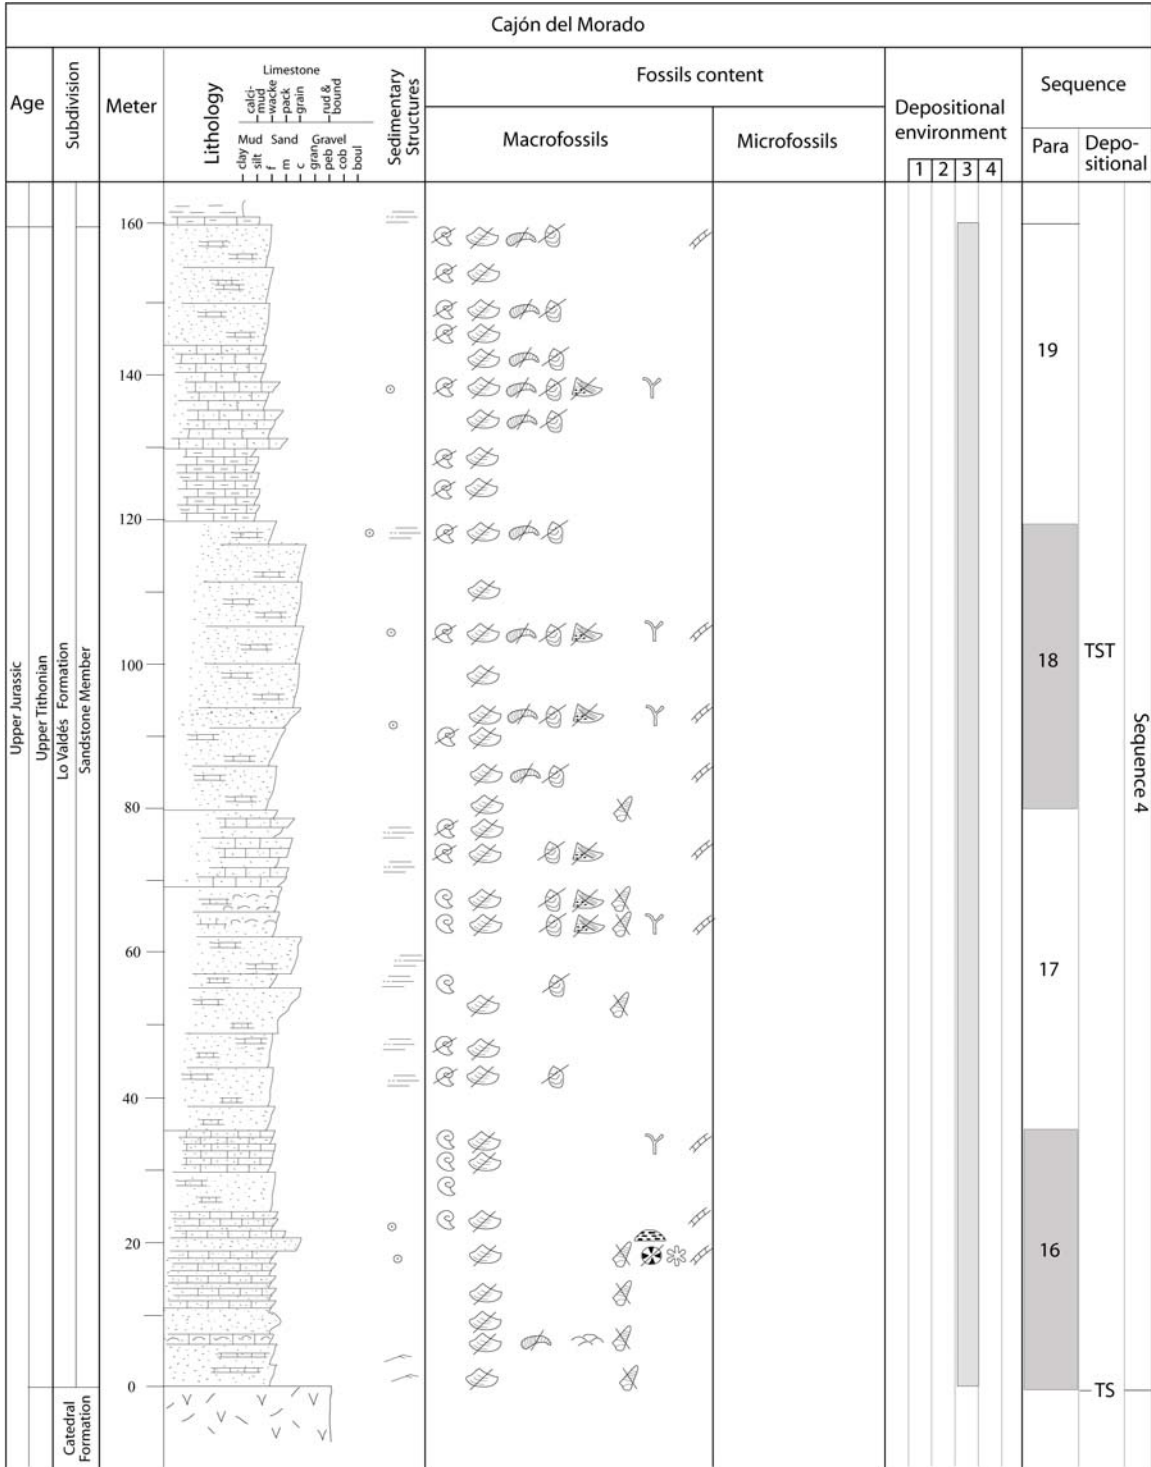 Cajón del Morado
Age
Subdivision
Meter
Lithology
Limestone
calci-
mud
wacke
pack
grain
rud &
bound
Mud Sand Gravel
clay
silt
f
m
c
gran
peb
cob
boul
Sedimentary
Structures
Fossils content
Macrofossils
Microfossils
Depositional
environment
1 2 3 4
Sequence
Para
Depo-
sitional
Upper Jurassic
Upper Tithonian
Lo Valdés Formation
Sandstone Member
Catedral
Formation
160
140
120
100
80
60
40
20
0
19
18
17
16
TST
TS
Sequence 4